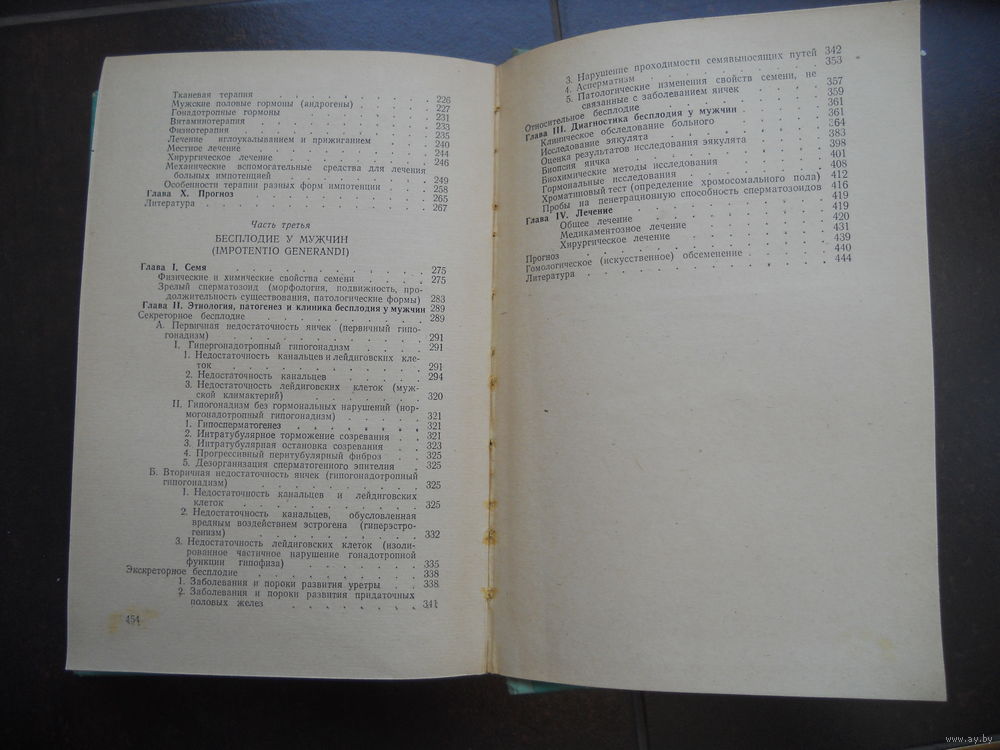 Тканевая терапия . . . . . . . . 226
Мужские половые гормоны (андрогены) . . . . 227
Гонадотропные гормоны . . . . . . . 231
Витаминотерапия . . . . . . . . 233
Физиотерапия . . . . . . . . . 235
Лечение иглоукалыванием и прижиганием . . . 240
Местное лечение . . . . . . . . 244
Хирургическое лечение . . . . . . . 246
Механические вспомогательные средства для лечения
больных импотенцией . . . . . . . 249
Особенности терапии разных форм импотенции . . . 258
Глава X. Прогноз . . . . . . . . . 265
Литература . . . . . . . . . . 267
Часть третья
БЕСПЛОДИЕ У МУЖЧИН
(IMPOTENTIO GENERANDI)
Глава I. Семя . . . . . . . . . 275
Физические и химические свойства семени . . . 275
Зрелый сперматозоид (морфология, подвижность, про-
должительность существования, патологические формы) 283
Глава II. Этиология, патогенез и клиника бесплодия у мужчин 289
Секреторное бесплодие . . . . . . . . 289
А. Первичная недостаточность яичек (первичный гипо-
гонадизм) . . . . . . . . . 291
I. Гипергонадотропный гипогонадизм . . . . 291
1. Недостаточность канальцев и лейдиговских кле-
ток . . . . . . . . . 291
2. Недостаточность канальцев . . . . 294
3. Недостаточность лейдиговских клеток (муж-
ской климактерий) . . . . . . 320
II. Гипогонадизм без гормональных нарушений (нор-
могонадотропный гипогонадизм) . . . . 321
1. Гипосперматогенез . . . . . . 321
2. Интратубулярное торможение созревания . . 321
3. Интратубулярная остановка созревания . . 323
4. Прогрессивный перитубулярный фиброз . . 325
5. Дезорганизация сперматогенного эпителия . 325
Б. Вторичная недостаточность яичек (гипогонадотропный
гипогонадизм) . . . . . . . . 325
1. Недостаточность канальцев и лейдиговских
клеток . . . . . . . . 325
2. Недостаточность канальцев, обусловленная
вредным воздействием эстрогена (гиперэстро-
генизм) . . . . . . . . 332
3. Недостаточность лейдиговских клеток (изоли-
рованное частичное нарушение гонадотропной
функции гипофиза) . . . . . . 335
Экскреторное бесплодие . . . . . . . 338
1. Заболевания и пороки развития уретры . . 338
2. Заболевания и пороки развития придаточных
половых желез . . . . . . . 341
454
3. Нарушение проходимости семявыносящих путей 342
4. Асперматизм . . . . . . . 353
5. Патологические изменения свойств семени, не
связанные с заболеванием яичек . . . . 357
Относительное бесплодие . . . . . . . 359
Глава III. Диагностика бесплодия у мужчин . . . . 361
Клиническое обследование больного . . . . 361
Исследование эякулята . . . . . . 364
Оценка результатов исследования эякулята . . . 383
Биопсия яичка . . . . . . . . 398
Биохимические методы исследования . . . . 401
Гормональные исследования . . . . . . 408
Хроматиновый тест (определение хромосомального пола) 412
Пробы на пенетрационную способность сперматозоидов 416
Глава IV. Лечение . . . . . . . . 419
Общее лечение . . . . . . . . 419
Медикаментозное лечение . . . . . . 420
Хирургическое лечение . . . . . . . 431
Прогноз . . . . . . . . . . 439
Гомологическое (искусственное) обсеменение . . . . 440
Литература . . . . . . . . . 444
www.ay.by